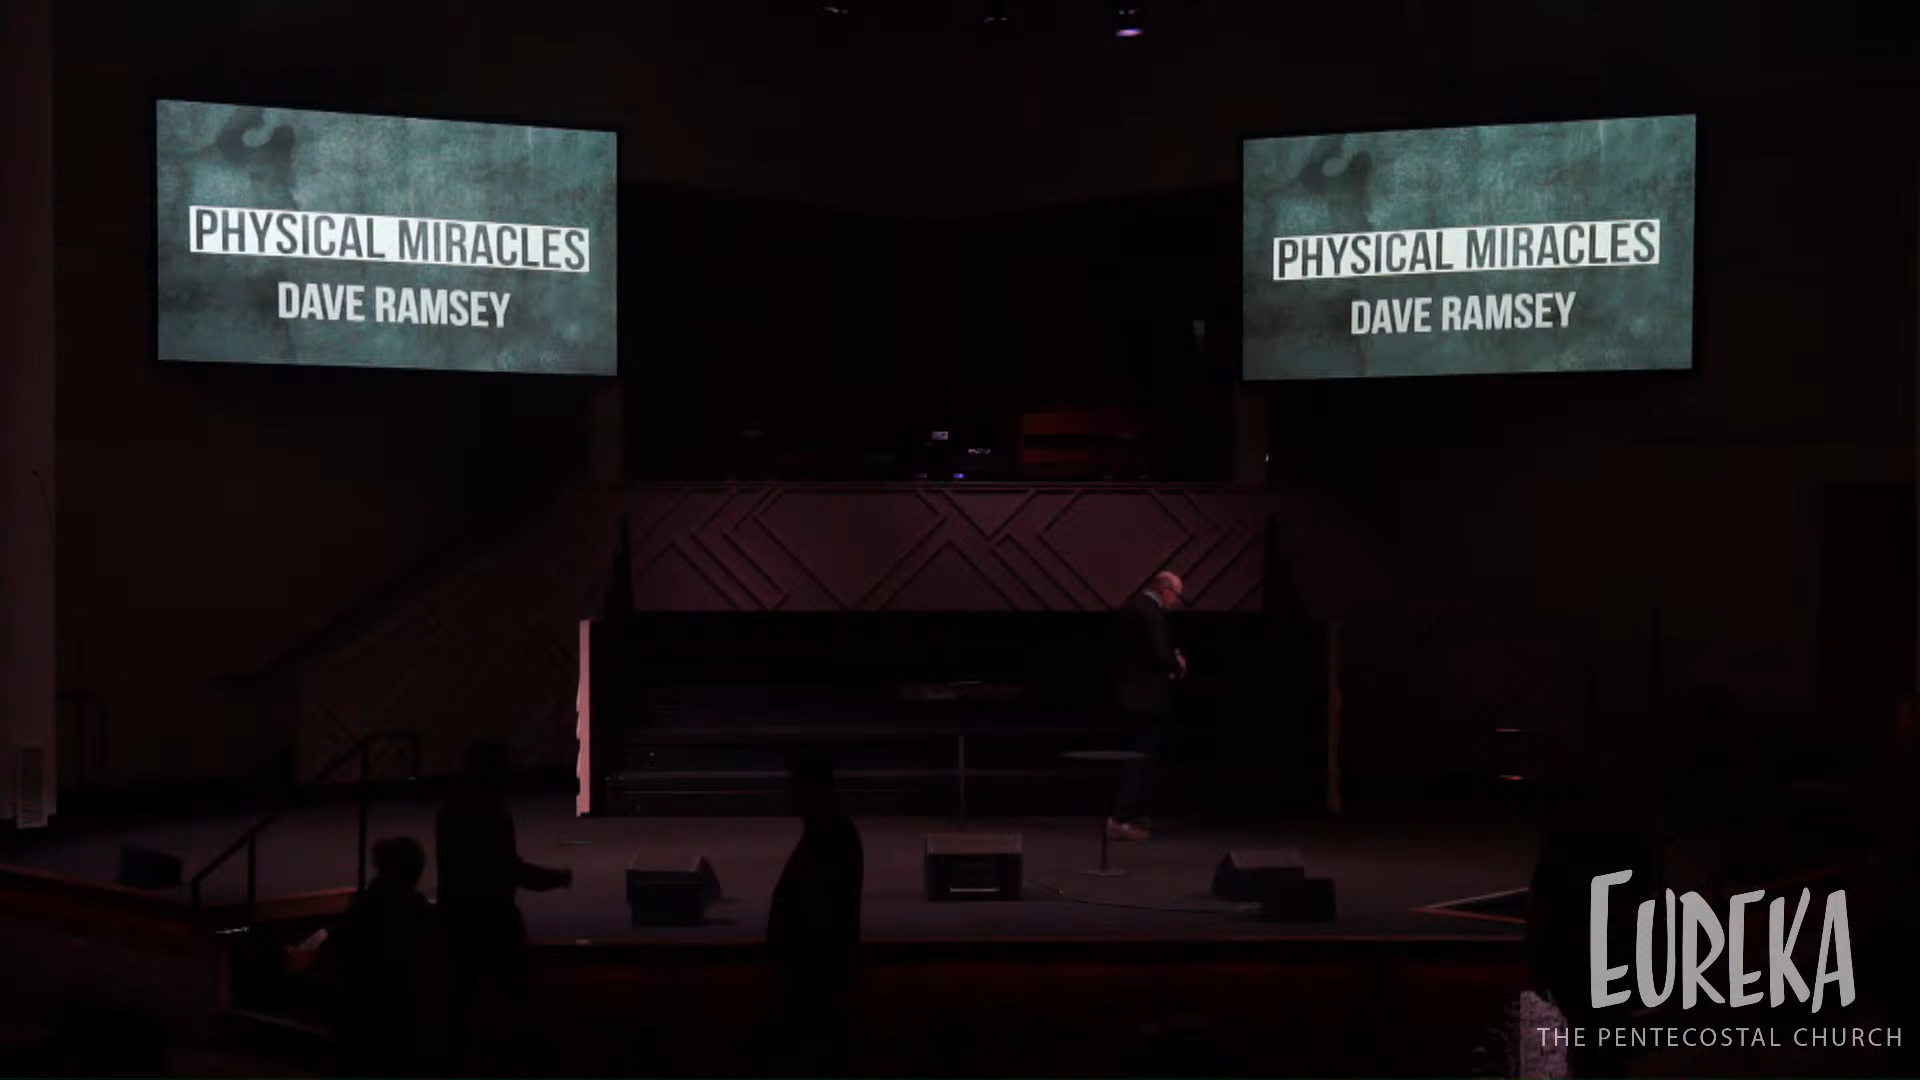 PHYSICAL MIRACLES
DAVE RAMSEY
PHYSICAL MIRACLES
DAVE RAMSEY
EUREKA
THE PENTECOSTAL CHURCH